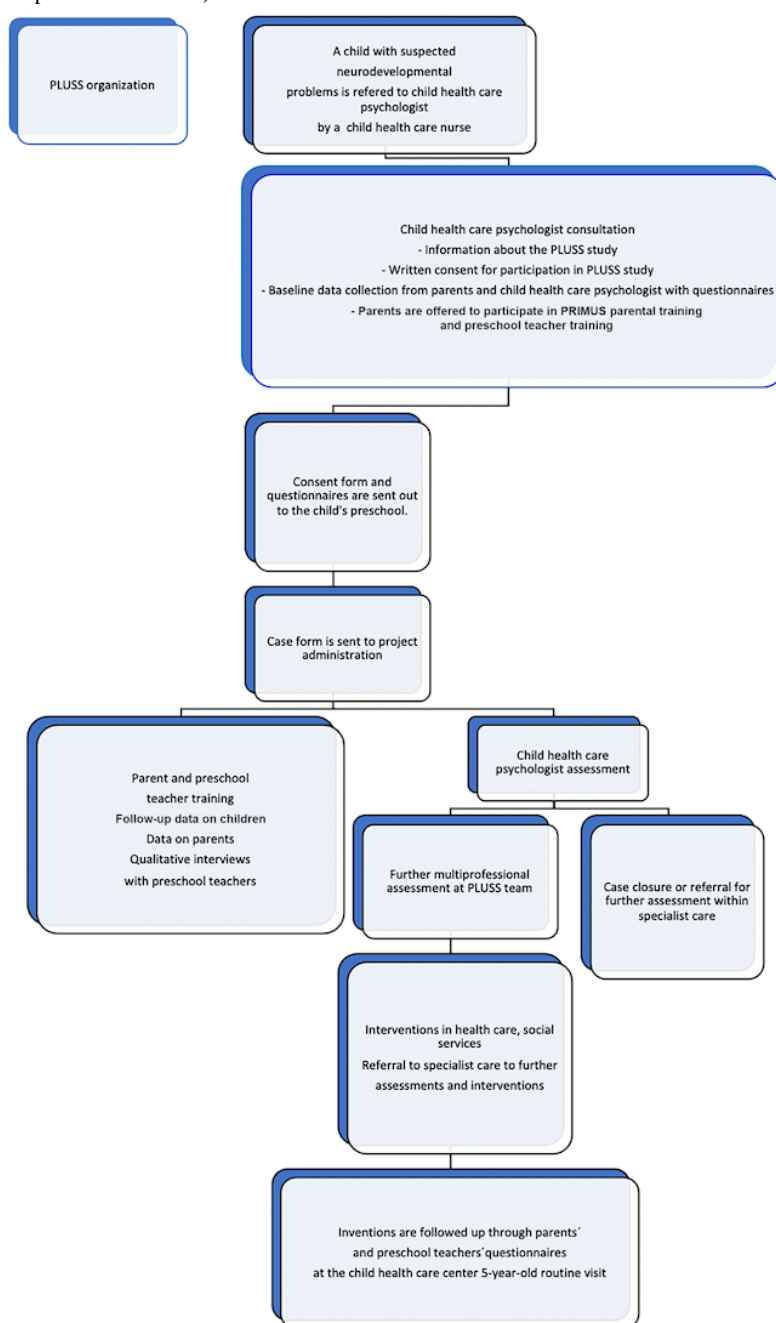 PLUSS organization
A child with suspected
neurodevelopmental
problems is refered to child health care
psychologist
by a child health care nurse
Child health care psychologist consultation
- Information about the PLUSS study
- Written consent for participation in PLUSS study
- Baseline data collection from parents and child health care psychologist with questionnaires
- Parents are offered to participate in PRIMUS parental training
and preschool teacher training
Consent form and
questionnaires are sent out
to the child's preschool.
Case form is sent to project
administration
Parent and preschool
teacher training
Follow-up data on children
Data on parents
Qualitative interviews
with preschool teachers
Child health care
psychologist assessment
Further multiprofessional
assessment at PLUSS team
Case closure or referral for
further assessment within
specialist care
Interventions in health care, social
services
Referral to specialist care to further
assessments and interventions
Inventions are followed up through parents´
and preschool teachers´questionnaires
at the child health care center 5-year-old routine visit